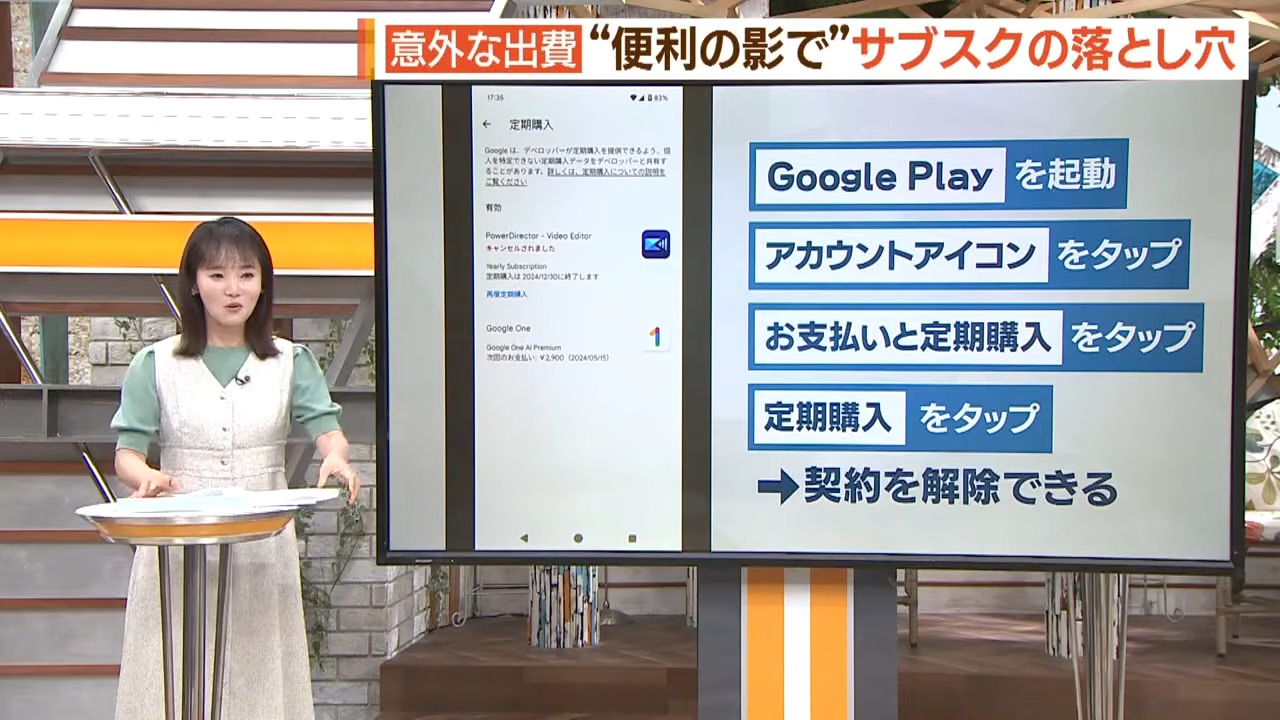 意外な出費 “便利の影で”サブスクの落とし穴
17:35
83%
← 定期購入
Google は、デベロッパーが定期購入を提供できるよう、個
人を特定できない定期購入データをデベロッパーと共有す
ることがあります。詳しくは、定期購入についての説明を
ご覧ください
有効
PowerDirector - Video Editor
キャンセルされました
Yearly Subscription
定期購入は 2024/12/30に終了します
再度定期購入
Google One
Google One AI Premium
次回のお支払い: ¥2,900（2024/05/15）
Google Play を起動
アカウントアイコン をタップ
お支払いと定期購入 をタップ
定期購入 をタップ
➡契約を解除できる